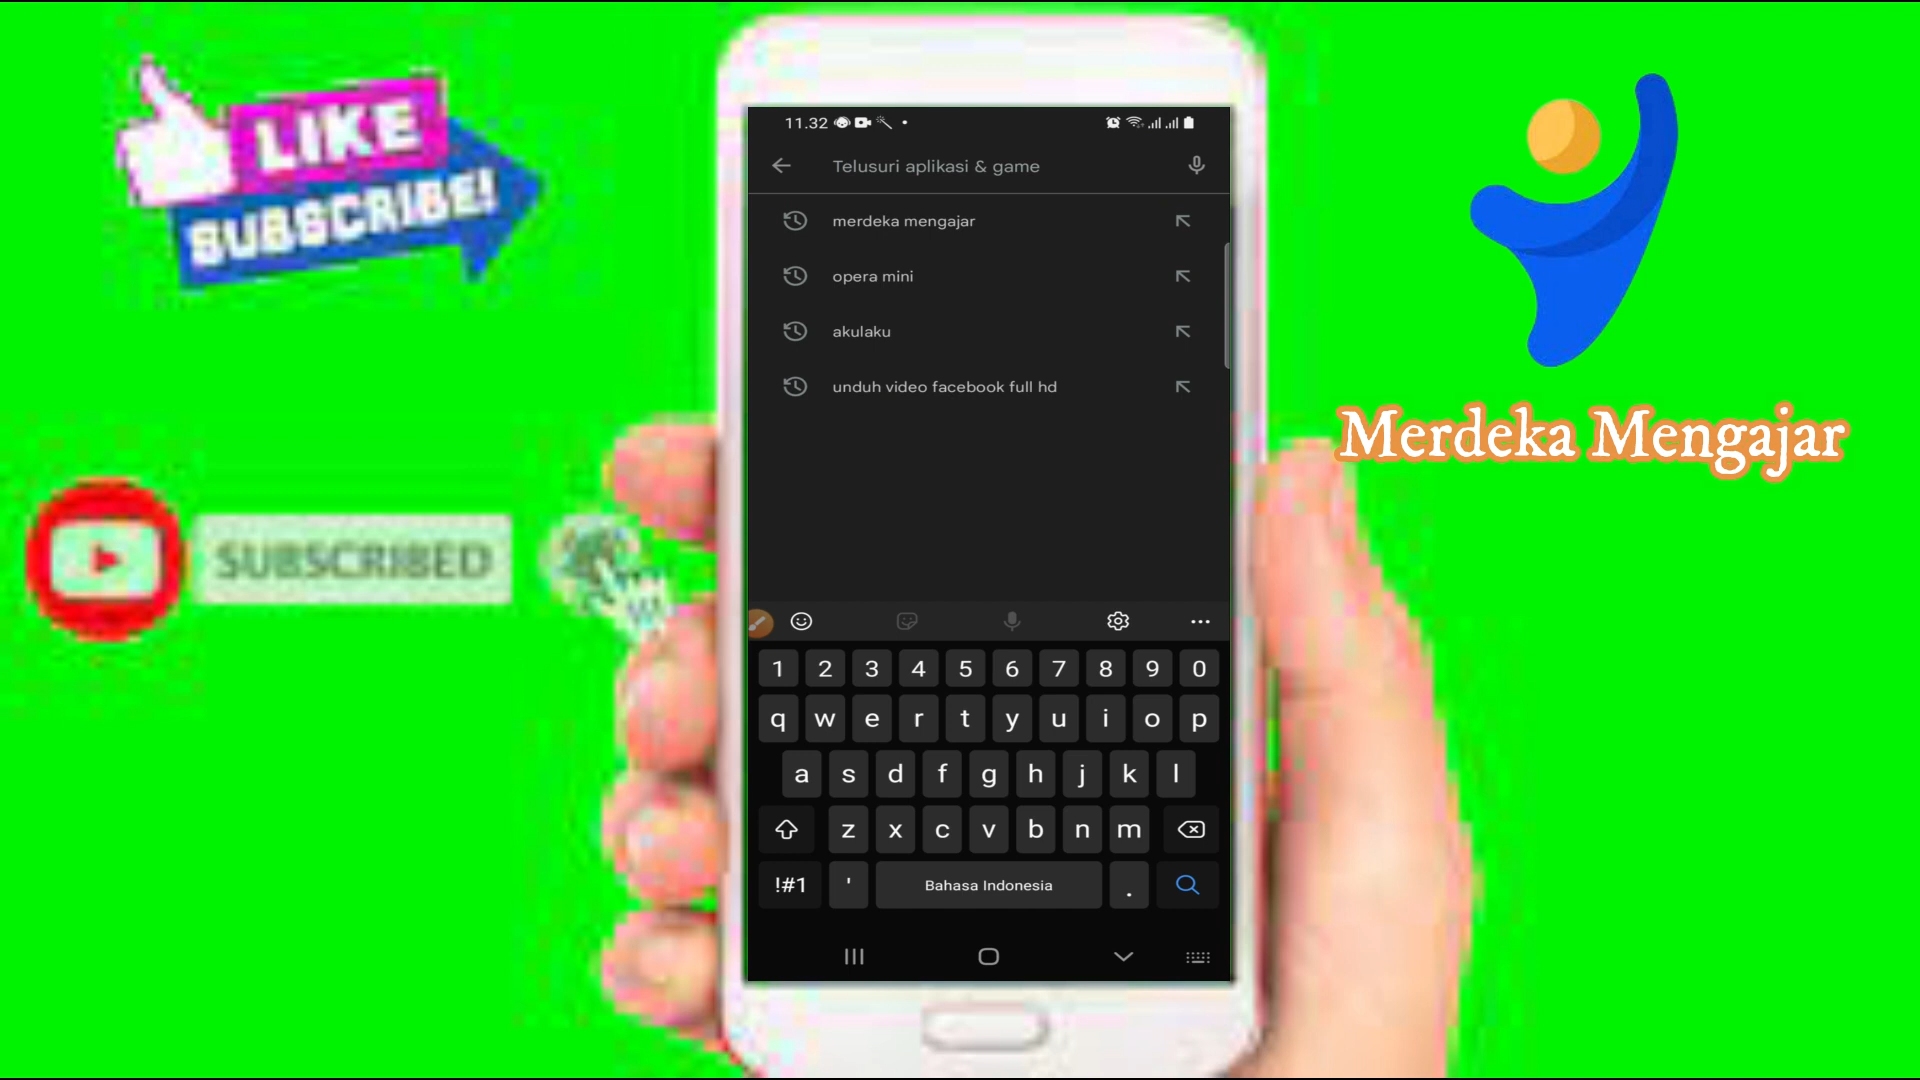 LIKE
SUBSCRIBE!
SUBSCRIBED
11.32
Telusuri aplikasi & game
merdeka mengajar
opera mini
akulaku
unduh video facebook full hd
1 2 3 4 5 6 7 8 9 0
q w e r t y u i o p
a s d f g h j k l
z x c v b n m
!#1 ' Bahasa Indonesia .
Merdeka Mengajar